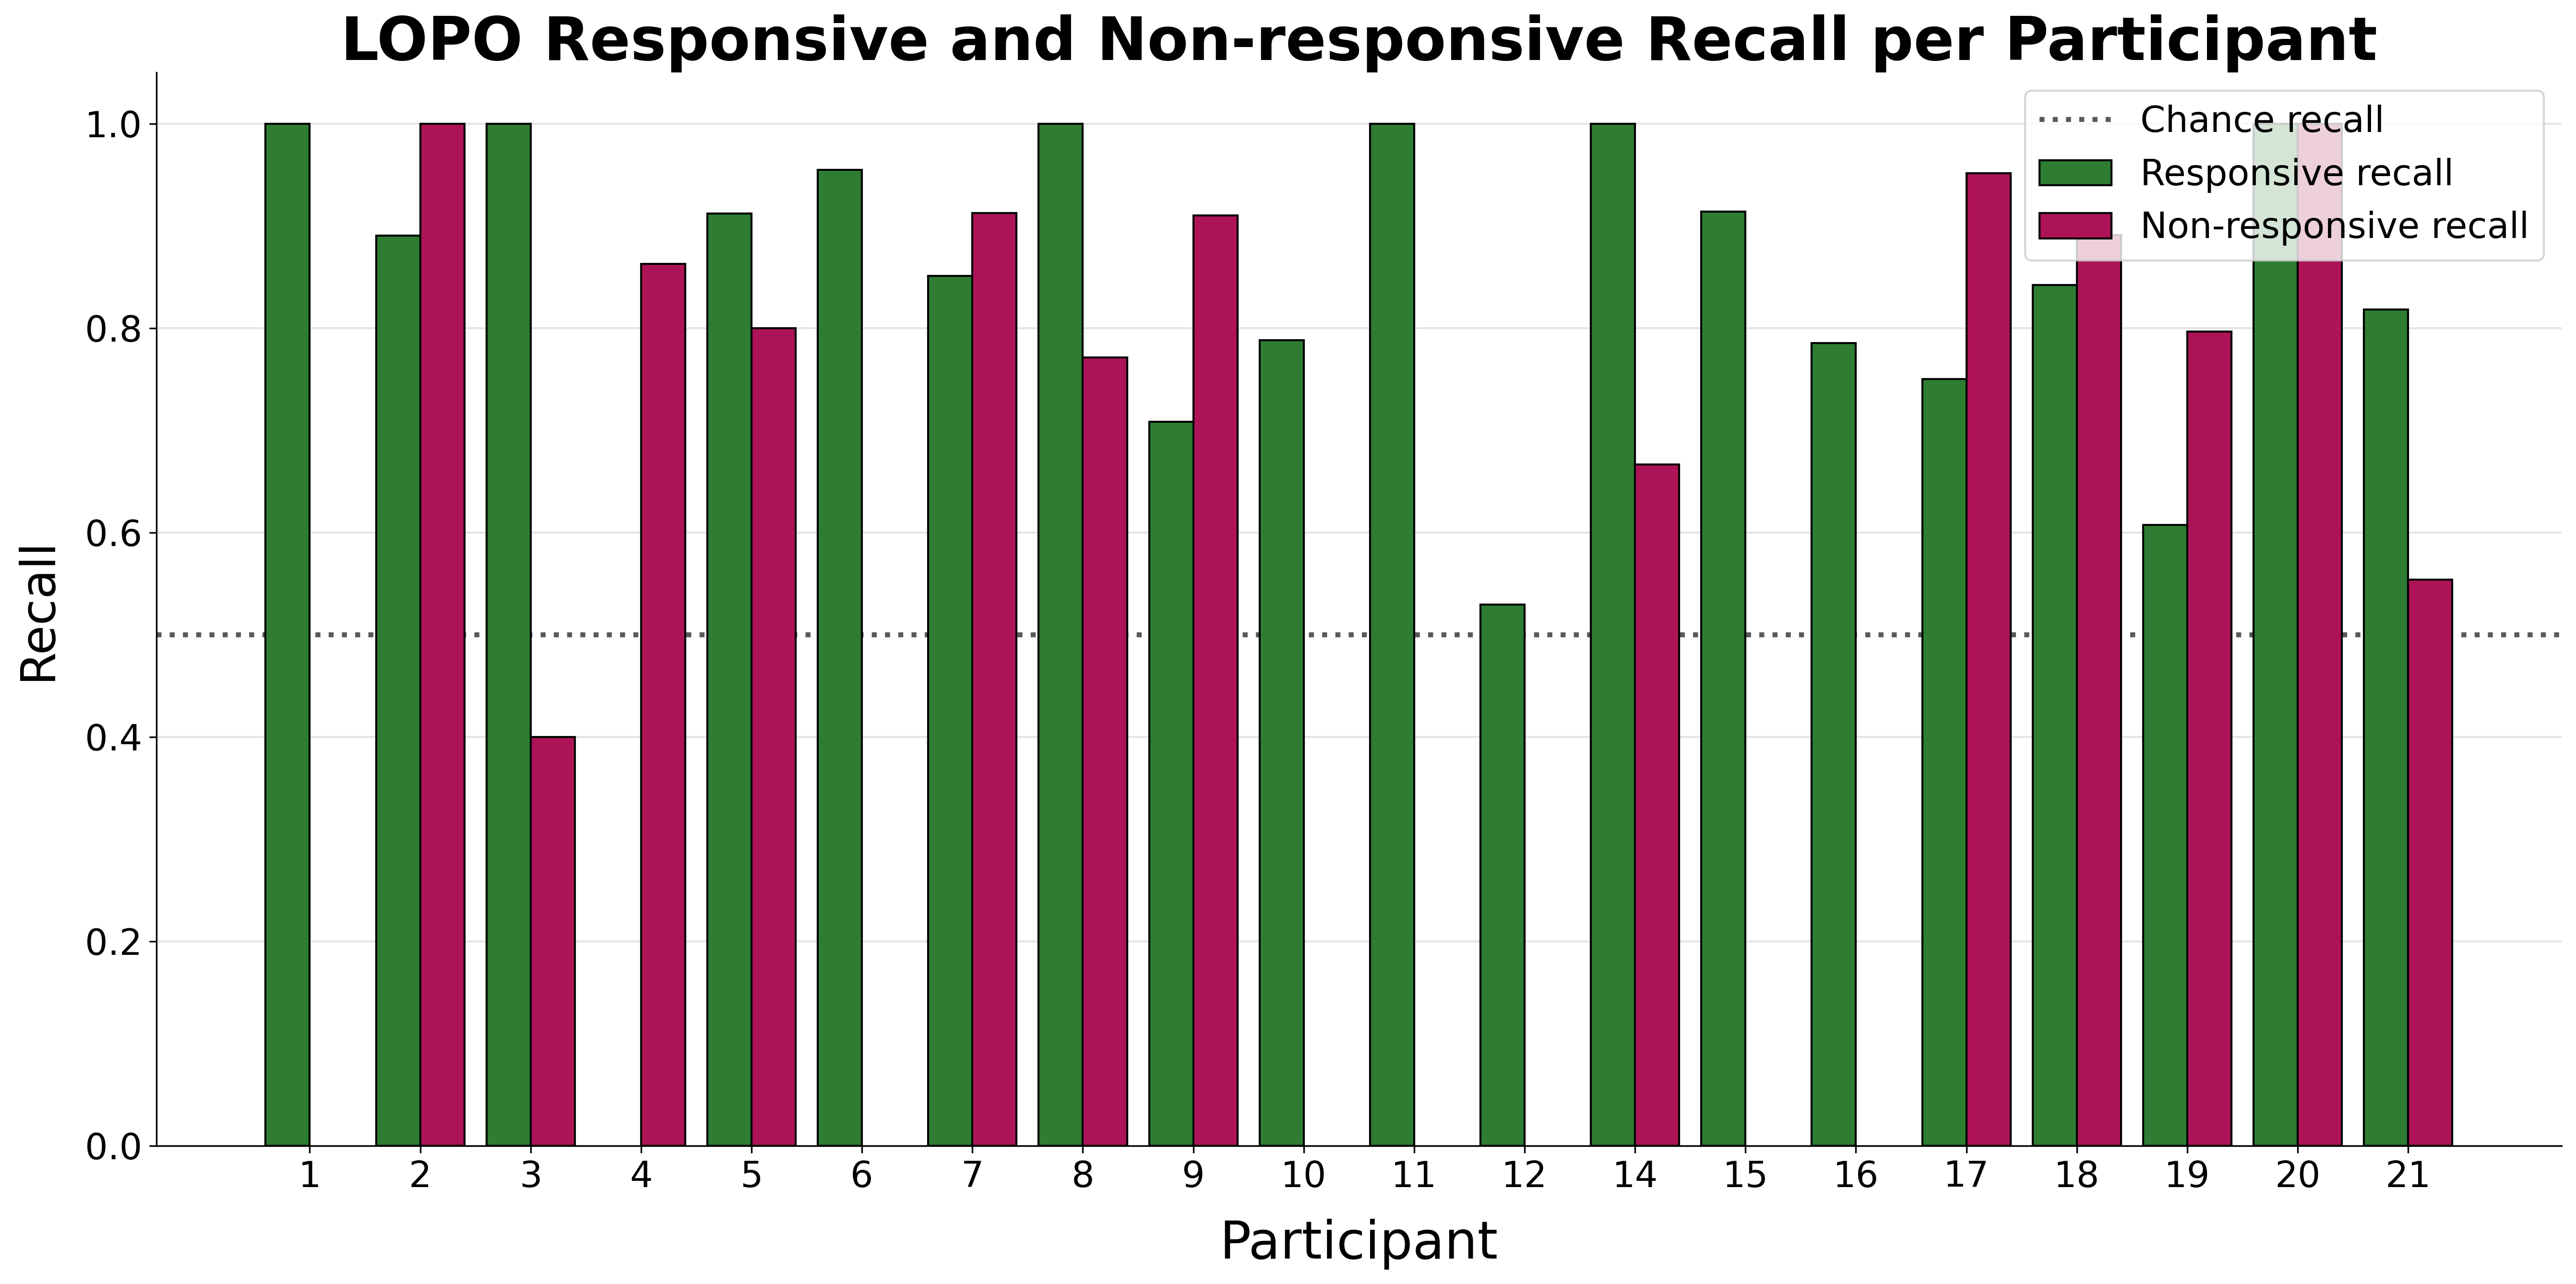 LOPO Responsive and Non-responsive Recall per Participant
Chance recall
Responsive recall
Non-responsive recall
1.0
0.8
0.6
0.4
0.2
0.0
Recall
1 2 3 4 5 6 7 8 9 10 11 12 14 15 16 17 18 19 20 21
Participant